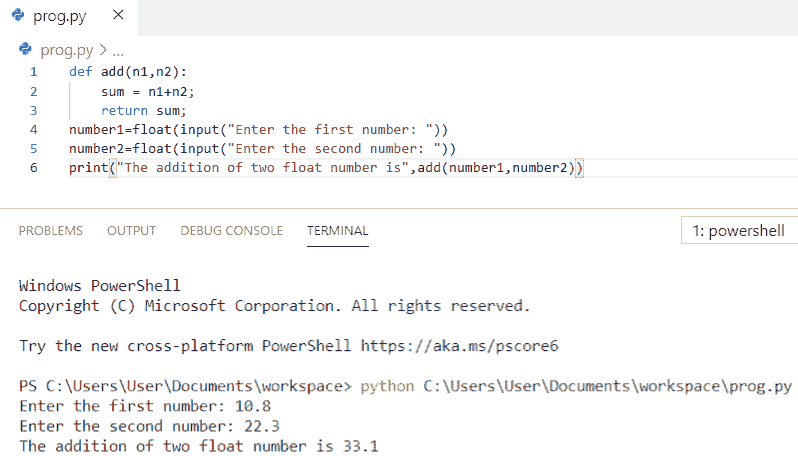 prog.py ×
prog.py > ...
1 def add(n1,n2):
2     sum = n1+n2;
3     return sum;
4 number1=float(input("Enter the first number: "))
5 number2=float(input("Enter the second number: "))
6 print("The addition of two float number is",add(number1,number2))
PROBLEMS OUTPUT DEBUG CONSOLE TERMINAL 1: powershell
Windows PowerShell
Copyright (C) Microsoft Corporation. All rights reserved.
Try the new cross-platform PowerShell https://aka.ms/pscore6
PS C:\Users\User\Documents\workspace> python C:\Users\User\Documents\workspace\prog.py
Enter the first number: 10.8
Enter the second number: 22.3
The addition of two float number is 33.1